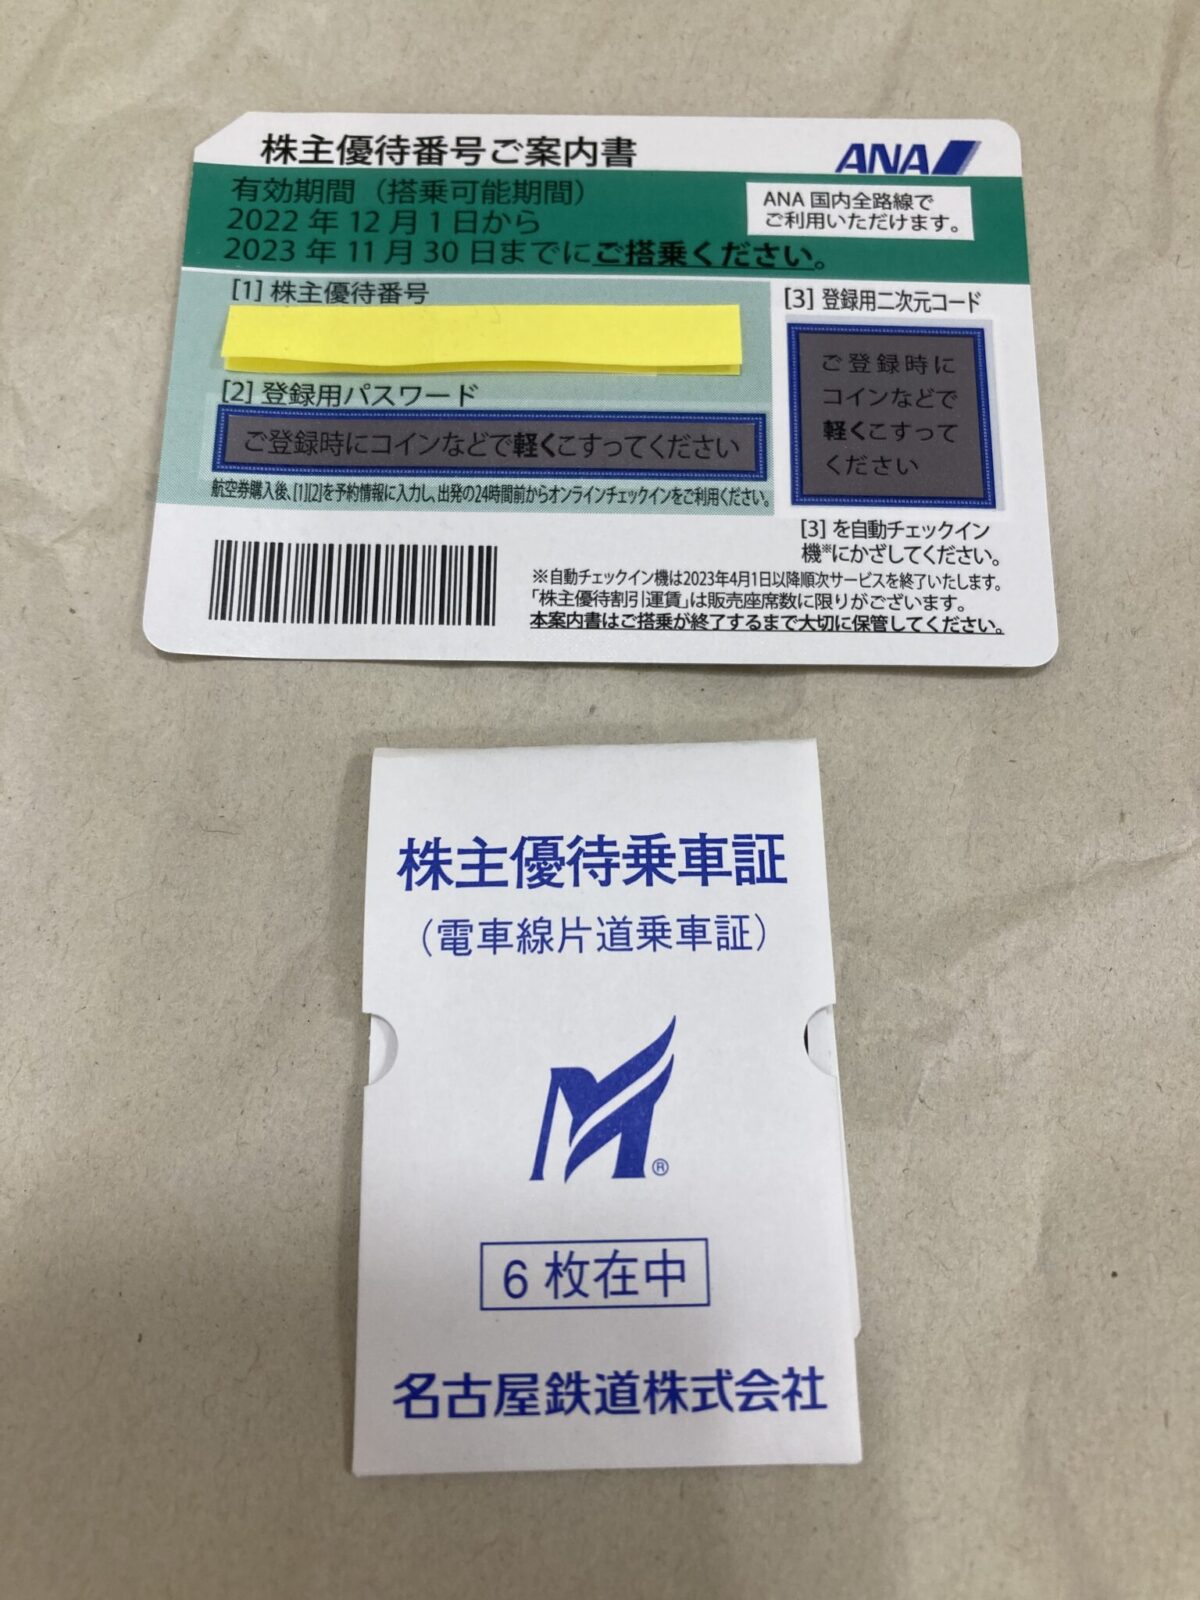 株主優待番号ご案内書
ANA
有効期間（搭乗可能期間）
2022年12月1日から
2023年11月30日までにご搭乗ください。
ANA国内全路線で
ご利用いただけます。
[1] 株主優待番号
[2] 登録用パスワード
ご登録時にコインなどで軽くこすってください
航空券購入後、[1][2]を予約情報に入力し、出発の24時間前からオンラインチェックインをご利用ください。
[3] 登録用二次元コード
ご登録時に
コインなどで
軽くこすって
ください
[3] を自動チェックイン
機※にかざしてください。
※自動チェックイン機は2023年4月1日以降順次サービスを終了いたします。
「株主優待割引運賃」は販売座席数に限りがございます。
本案内書はご搭乗が終了するまで大切に保管してください。
株主優待乗車証
（電車線片道乗車証）
®
6枚在中
名古屋鉄道株式会社